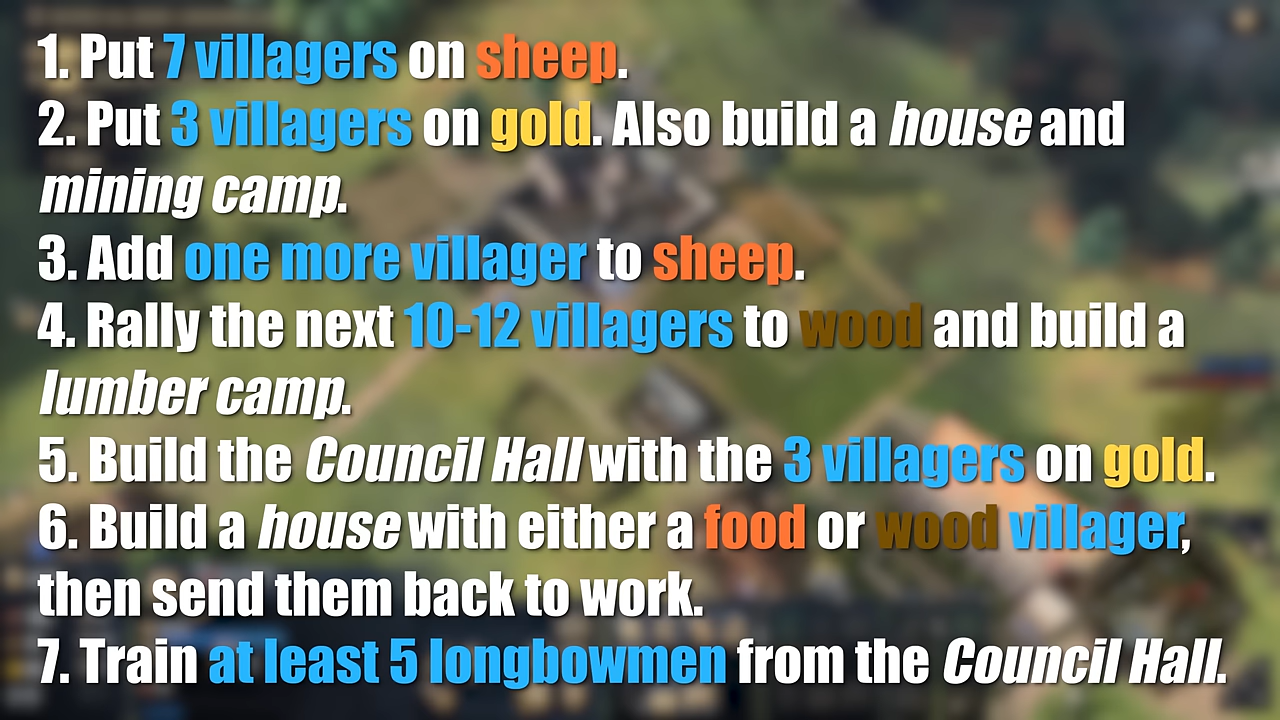 1. Put 7 villagers on sheep.
2. Put 3 villagers on gold. Also build a house and
mining camp.
3. Add one more villager to sheep.
4. Rally the next 10-12 villagers to wood and build a
lumber camp.
5. Build the Council Hall with the 3 villagers on gold.
6. Build a house with either a food or wood villager,
then send them back to work.
7. Train at least 5 longbowmen from the Council Hall.